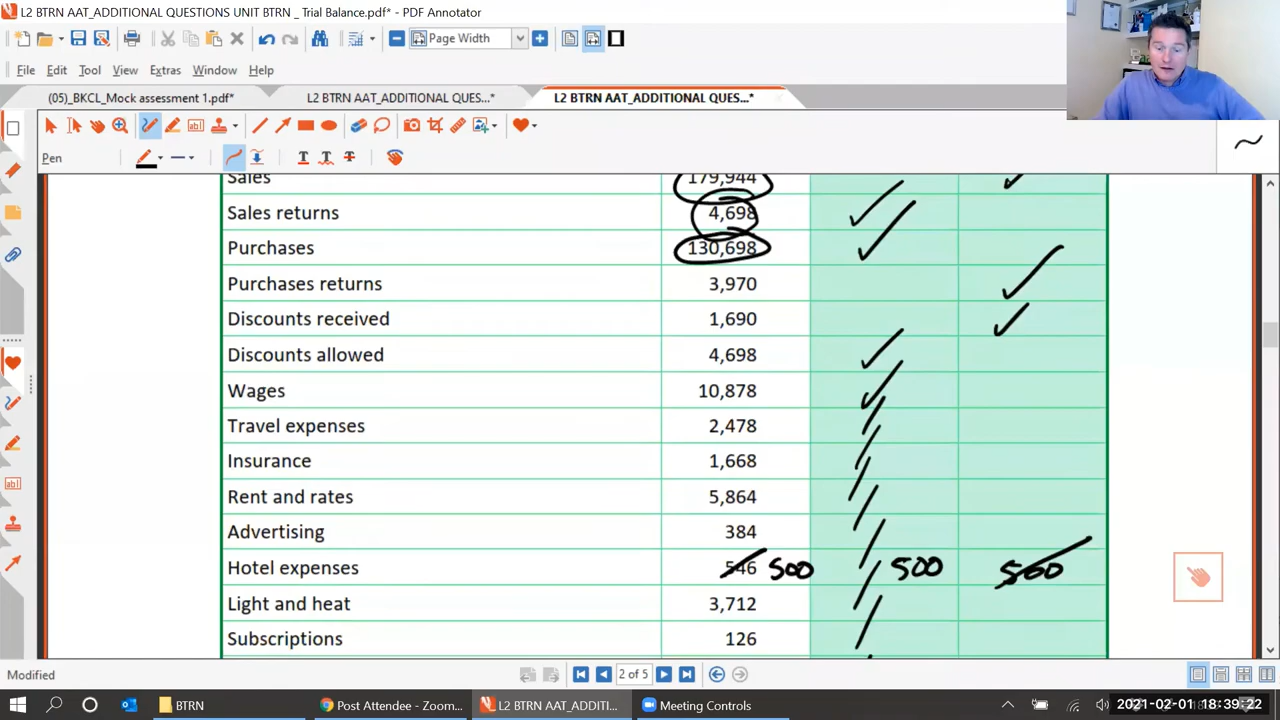 L2 BTRN AAT_ADDITIONAL QUESTIONS UNIT BTRN _ Trial Balance.pdf* - PDF Annotator
Page Width
File Edit Tool View Extras Window Help
(05)_BKCL_Mock assessment 1.pdf* L2 BTRN AAT_ADDITIONAL QUES...* L2 BTRN AAT_ADDITIONAL QUES...*
Pen
Sales 179,944
Sales returns 4,698
Purchases 130,698
Purchases returns 3,970
Discounts received 1,690
Discounts allowed 4,698
Wages 10,878
Travel expenses 2,478
Insurance 1,668
Rent and rates 5,864
Advertising 384
Hotel expenses 546 500 500 500
Light and heat 3,712
Subscriptions 126
Modified 2 of 5
BTRN Post Attendee - Zoom... L2 BTRN AAT_ADDITI... Meeting Controls 2021-02-01 18:39:22